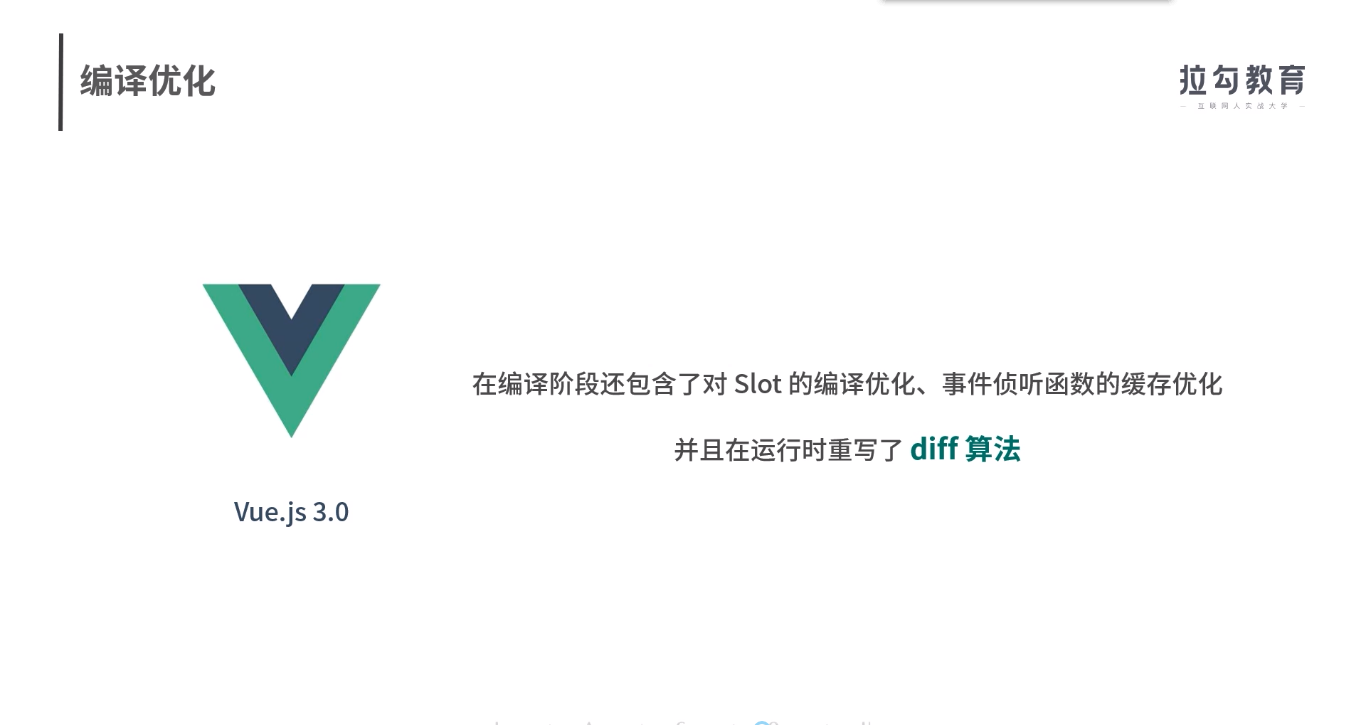 编译优化
拉勾教育
互联网人实战大学
在编译阶段还包含了对 Slot 的编译优化、事件侦听函数的缓存优化
并且在运行时重写了 diff 算法
Vue.js 3.0